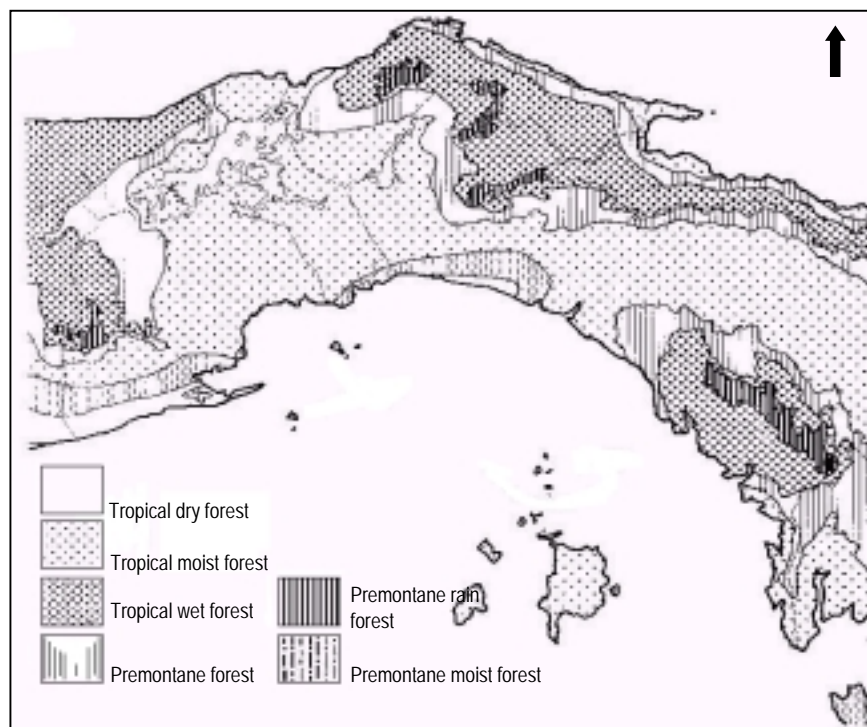 Tropical dry forest
Tropical moist forest
Tropical wet forest
Premontane forest
Premontane rain
forest
Premontane moist forest